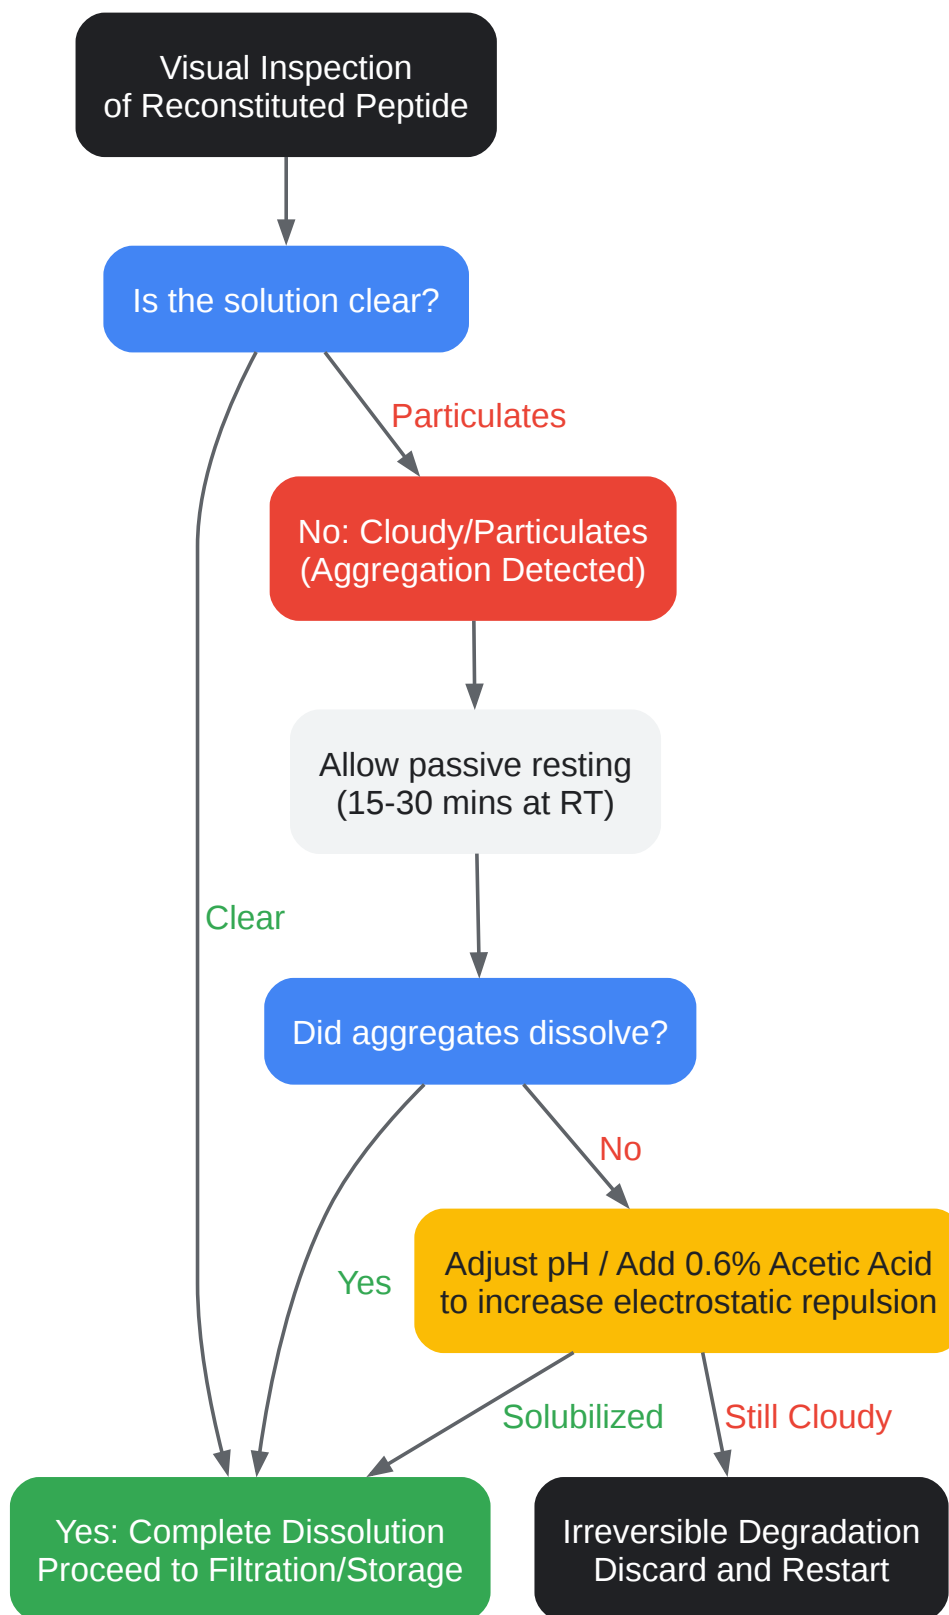 Visual Inspection
of Reconstituted Peptide
Is the solution clear?
Particulates
No: Cloudy/Particulates
(Aggregation Detected)
Allow passive resting
(15-30 mins at RT)
Clear
Did aggregates dissolve?
No
Adjust pH / Add 0.6% Acetic Acid
to increase electrostatic repulsion
Yes
Solubilized
Still Cloudy
Yes: Complete Dissolution
Proceed to Filtration/Storage
Irreversible Degradation
Discard and Restart